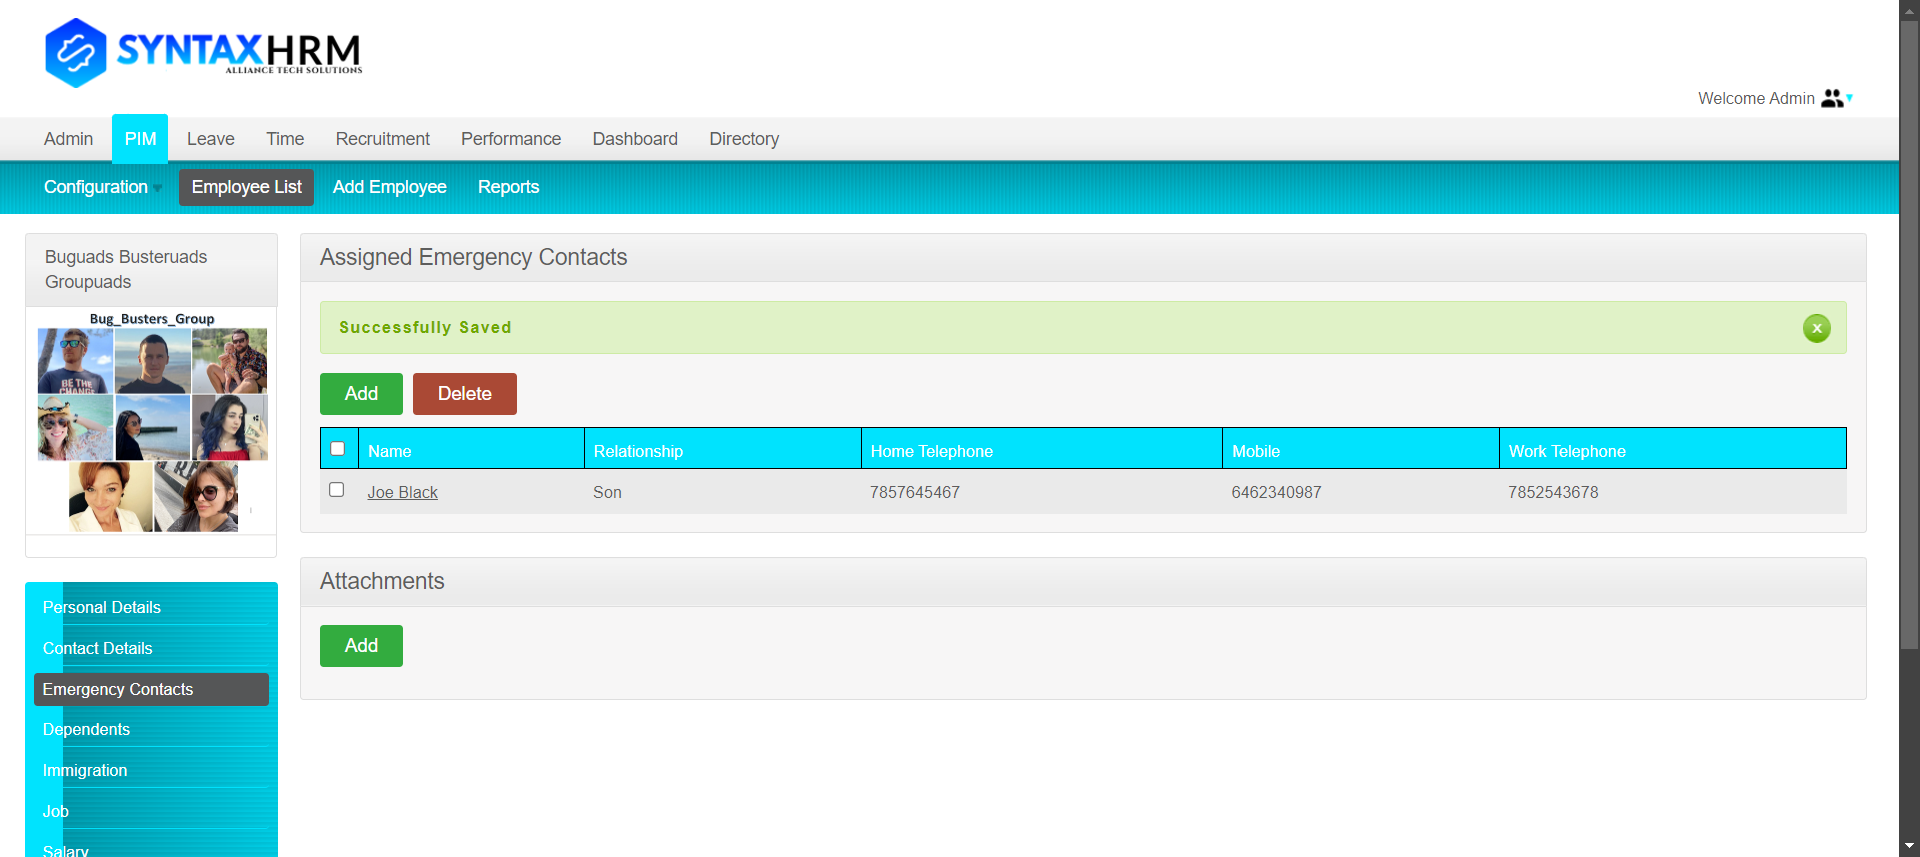 SYNTAXHRM
ALLIANCE TECH SOLUTIONS
Welcome Admin
Admin PIM Leave Time Recruitment Performance Dashboard Directory
Configuration Employee List Add Employee Reports
Buguads Busteruads
Groupuads
Bug_Busters_Group
BE THE
CHANGE
Personal Details
Contact Details
Emergency Contacts
Dependents
Immigration
Job
Salary
Assigned Emergency Contacts
Successfully Saved
x
Add Delete
Name Relationship Home Telephone Mobile Work Telephone
Joe Black Son 7857645467 6462340987 7852543678
Attachments
Add